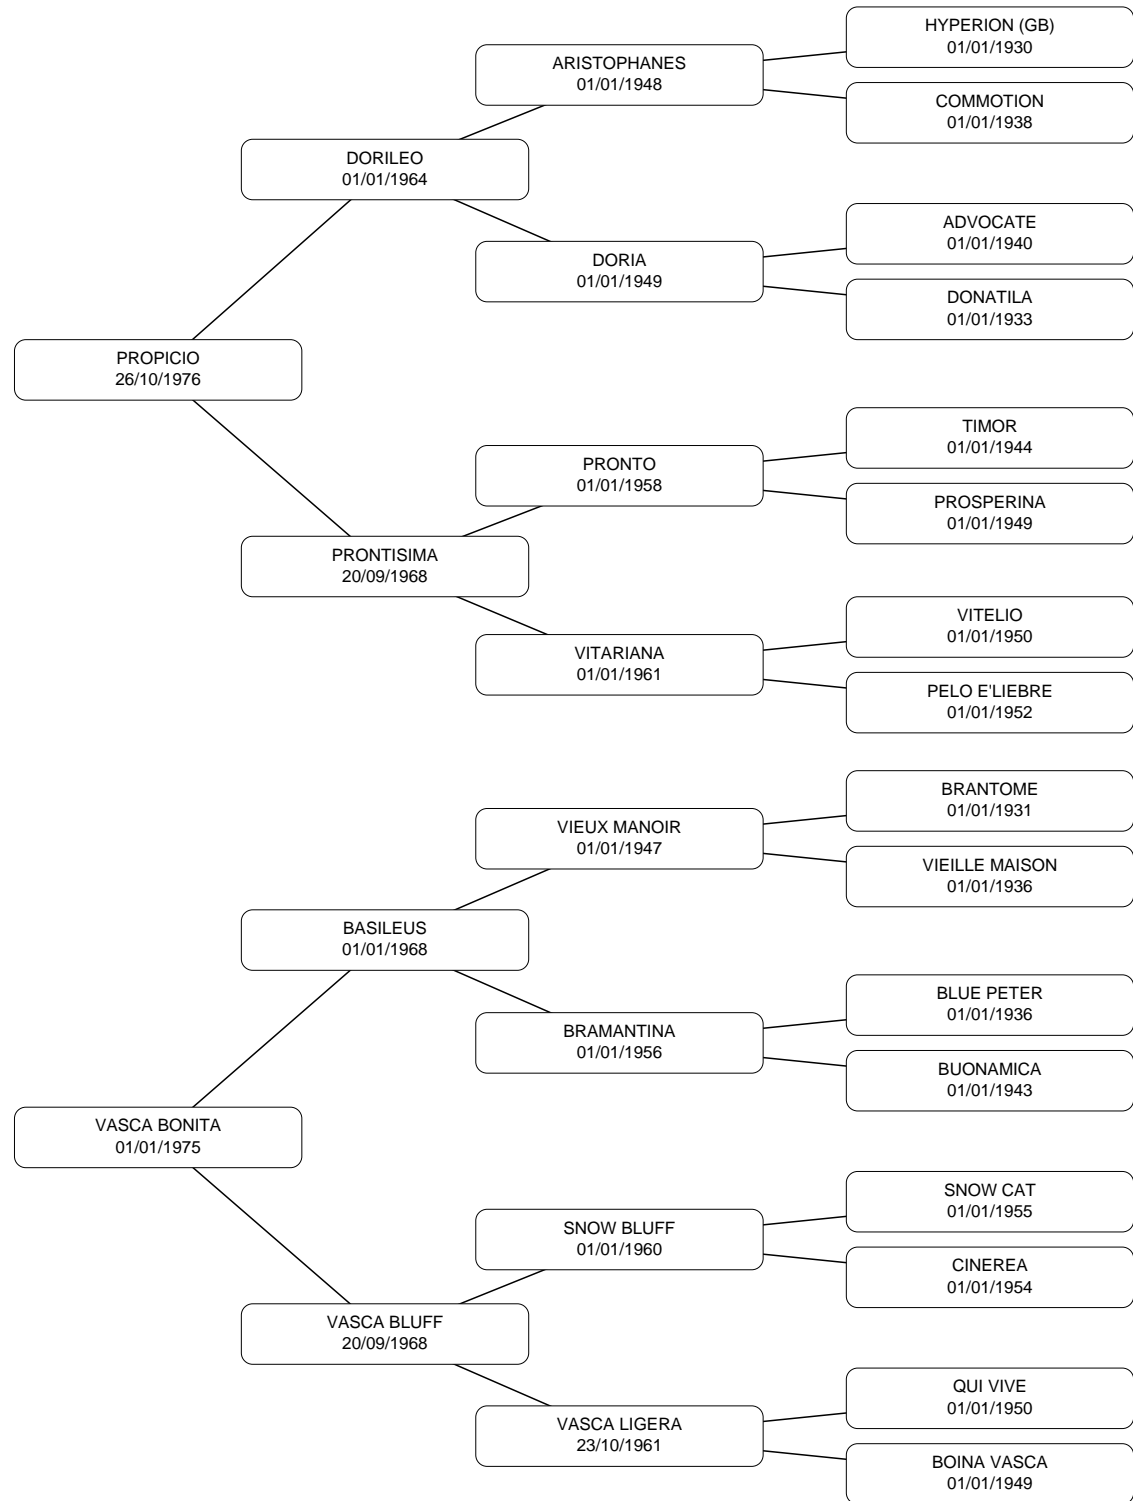 HYPERION (GB)
01/01/1930
ARISTOPHANES
01/01/1948
COMMOTION
01/01/1938
DORILEO
01/01/1964
ADVOCATE
01/01/1940
DORIA
01/01/1949
DONATILA
01/01/1933
PROPICIO
26/10/1976
TIMOR
01/01/1944
PRONTO
01/01/1958
PROSPERINA
01/01/1949
PRONTISIMA
20/09/1968
VITELIO
01/01/1950
VITARIANA
01/01/1961
PELO E'LIEBRE
01/01/1952
BRANTOME
01/01/1931
VIEUX MANOIR
01/01/1947
VIEILLE MAISON
01/01/1936
BASILEUS
01/01/1968
BLUE PETER
01/01/1936
BRAMANTINA
01/01/1956
BUONAMICA
01/01/1943
VASCA BONITA
01/01/1975
SNOW CAT
01/01/1955
SNOW BLUFF
01/01/1960
CINEREA
01/01/1954
VASCA BLUFF
20/09/1968
QUI VIVE
01/01/1950
VASCA LIGERA
23/10/1961
BOINA VASCA
01/01/1949